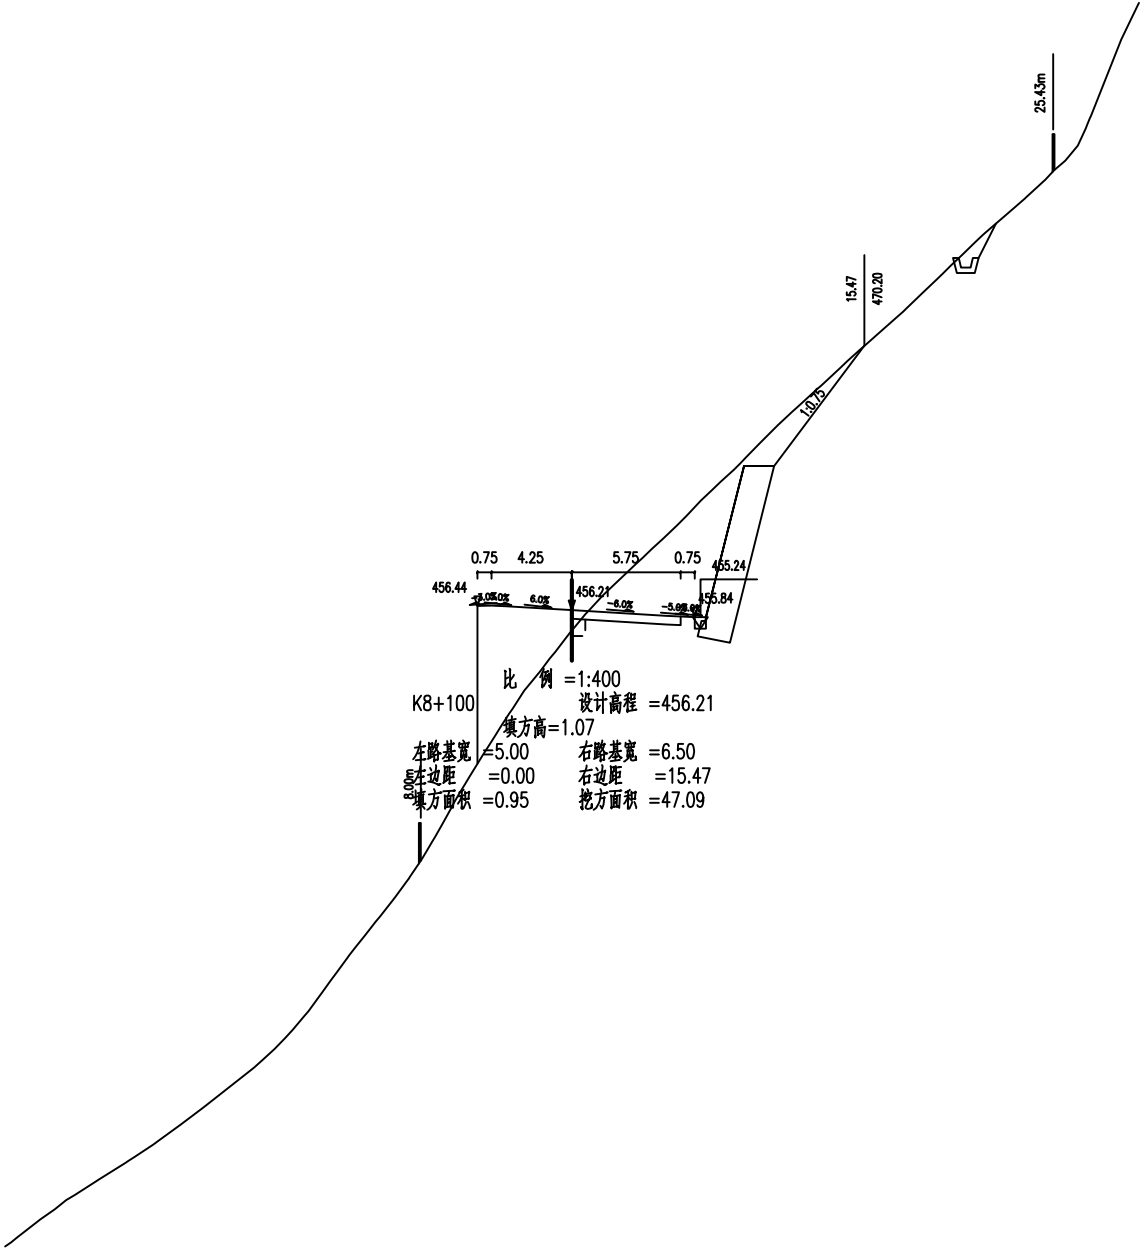 25.43m
15.47
470.20
1:0.75
0.75 4.25 5.75 0.75
455.24
456.44
456.21
455.84
6.0% -6.0%
比 例 =1:400
K8+100 设计高程 =456.21
填方高=1.07
左路基宽 =5.00 右路基宽 =6.50
左边距 =0.00 右边距 =15.47
填方面积 =0.95 挖方面积 =47.09
8.00m